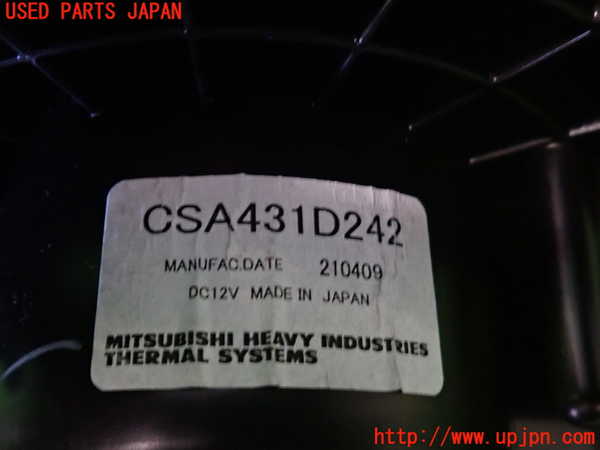 USED PARTS JAPAN
CSA431D242
MANUFAC.DATE 210409
DC12V MADE IN JAPAN
MITSUBISHI HEAVY INDUSTRIES
THERMAL SYSTEMS
http://www.upjpn.com